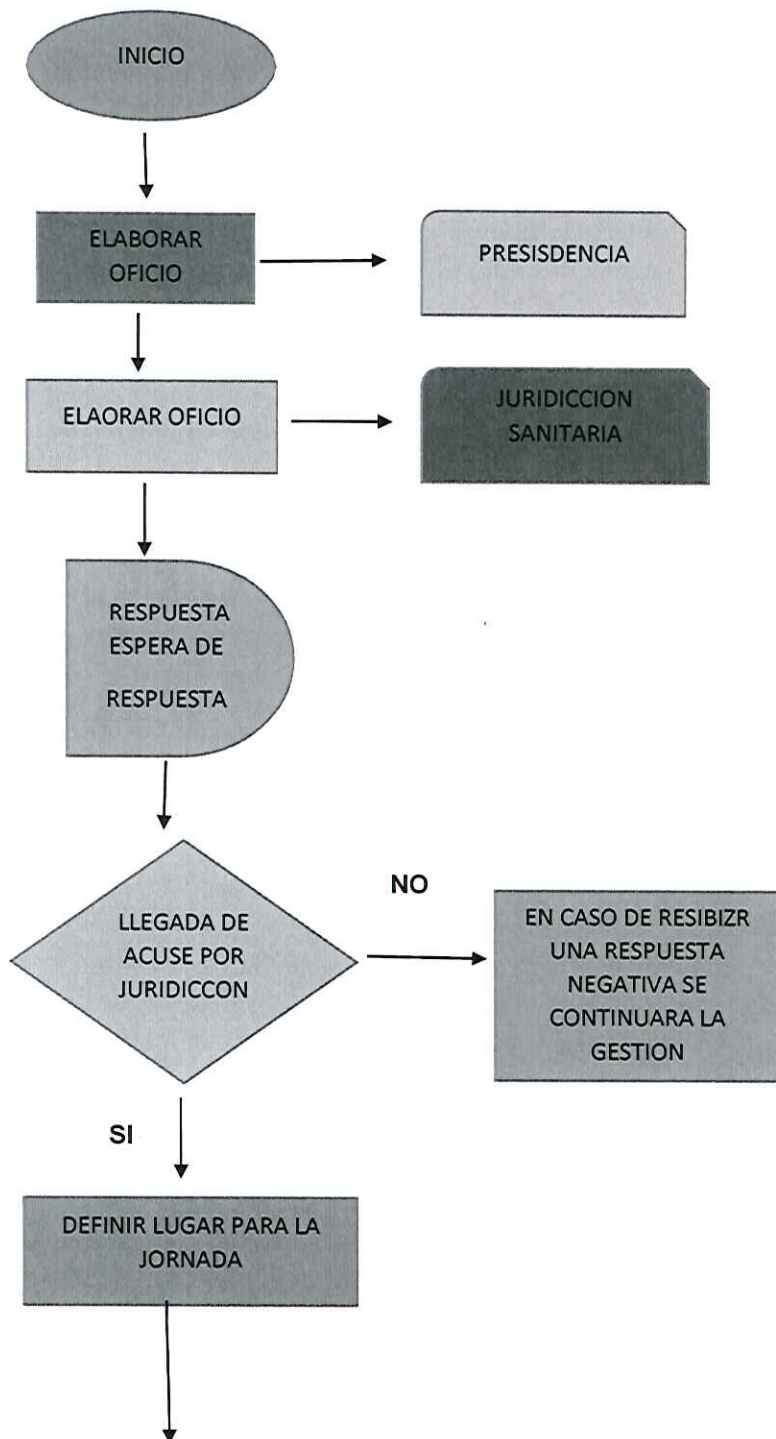 INICIO
ELABORAR
OFICIO
PRESISDENCIA
ELAORAR OFICIO
JURIDICCION
SANITARIA
RESPUESTA
ESPERA DE
RESPUESTA
LLEGADA DE
ACUSE POR
JURIDICCON
NO
EN CASO DE RESIBIZR
UNA RESPUESTA
NEGATIVA SE
CONTINUARA LA
GESTION
SI
DEFINIR LUGAR PARA LA
JORNADA